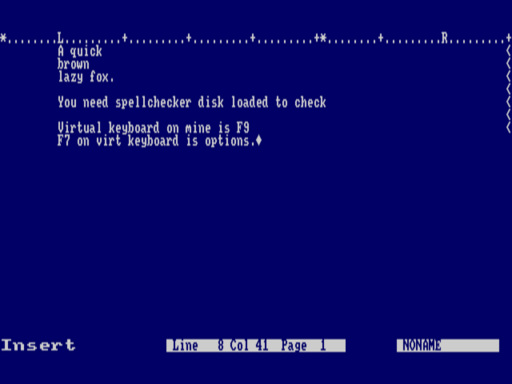 *........L.........+.........+.........+.........+*........+.........R.........+
A quick <
brown <
lazy fox. <
<
You need spellchecker disk loaded to check <
<
Virtual keyboard on mine is F9 <
F7 on virt keyboard is options.♦
Insert Line 8 Col 41 Page 1 NONAME